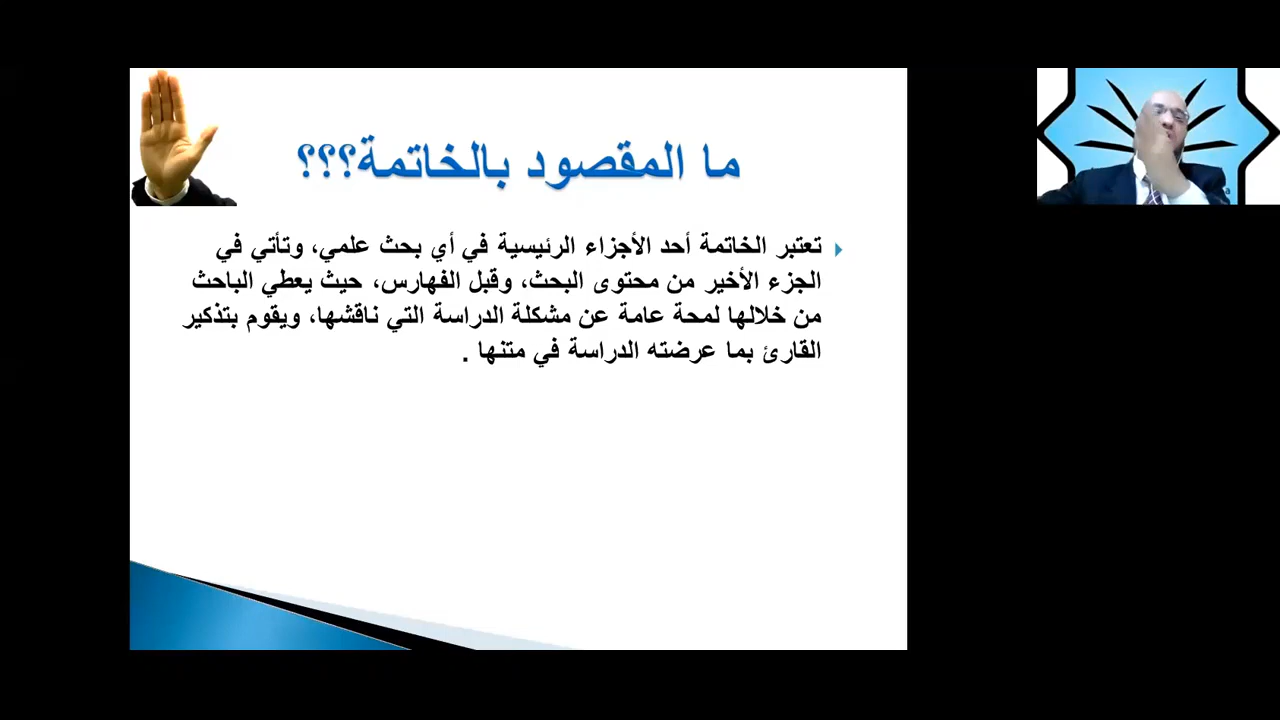 ما المقصود بالخاتمة؟؟؟
تعتبر الخاتمة أحد الأجزاء الرئيسية في أي بحث علمي، وتأتي في
الجزء الأخير من محتوى البحث، وقبل الفهارس، حيث يعطي الباحث
من خلالها لمحة عامة عن مشكلة الدراسة التي ناقشها، ويقوم بتذكير
القارئ بما عرضته الدراسة في متنها .